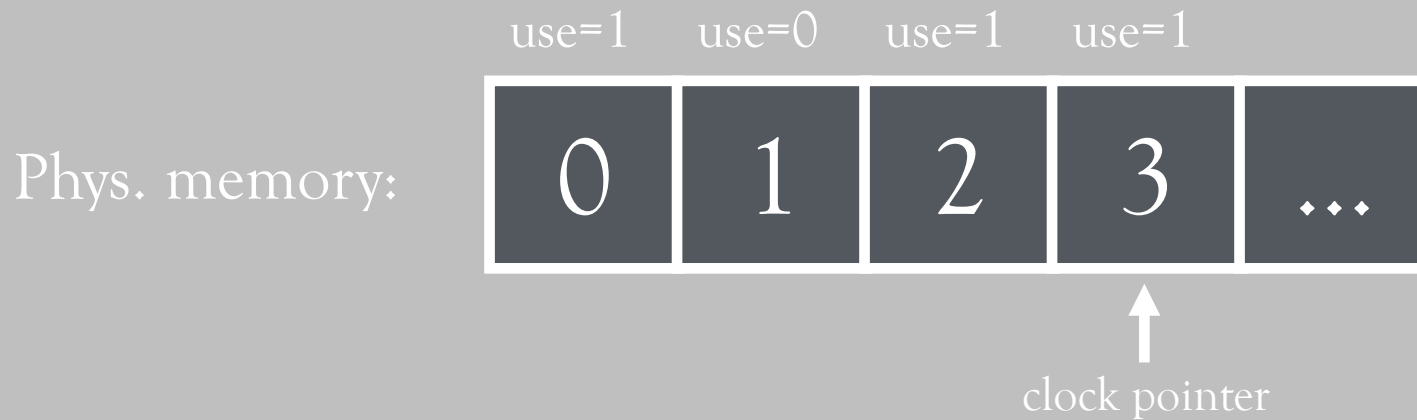 use=1 use=0 use=1 use=1
Phys. memory: 0 1 2 3 ...
clock pointer